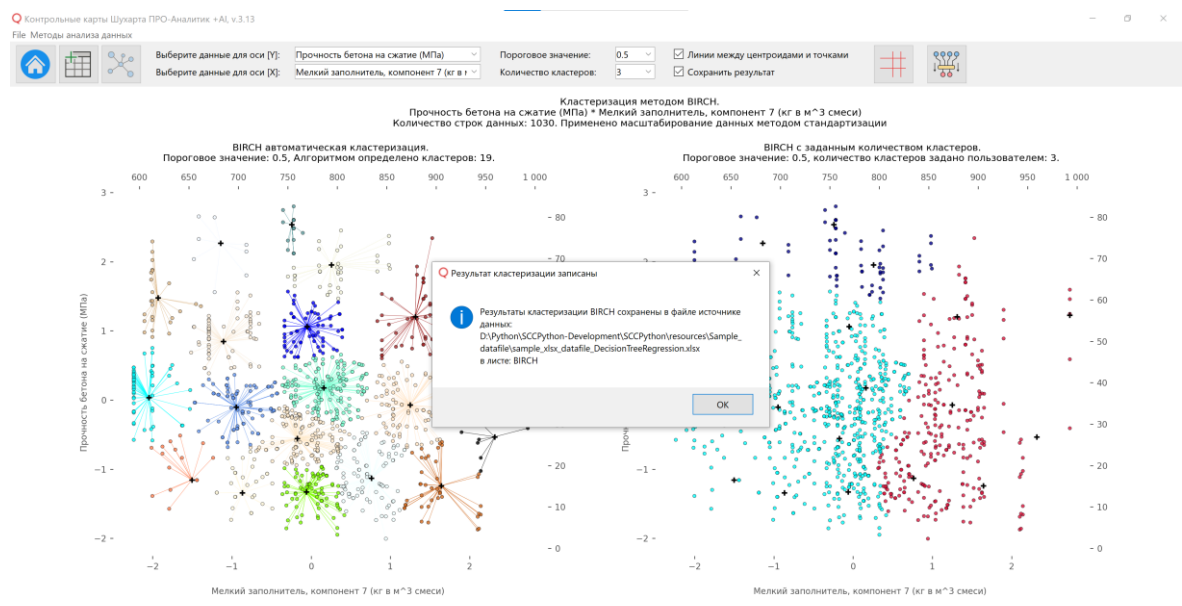 Контрольные карты Шухарта ПРО-Аналитик +AI, v.3.13
File Методы анализа данных
Выберите данные для оси [Y]: Прочность бетона на сжатие (МПа) Пороговое значение: 0.5 Линии между центроидами и точками
Выберите данные для оси [X]: Мелкий заполнитель, компонент 7 (кг в Количество кластеров: 3 Сохранить результат
Кластеризация методом BIRCH.
Прочность бетона на сжатие (МПа) * Мелкий заполнитель, компонент 7 (кг в м^3 смеси)
Количество строк данных: 1030. Применено масштабирование данных методом стандартизации
BIRCH автоматическая кластеризация.
Пороговое значение: 0.5, Алгоритмом определено кластеров: 19.
600 650 700 750 800 850 900 950 1 000
3
2
1
0
−1
−2
80
70
20
10
0
−2 −1 0 1 2
Прочность бетона на сжатие (МПа)
Мелкий заполнитель, компонент 7 (кг в м^3 смеси)
BIRCH с заданным количеством кластеров.
Пороговое значение: 0.5, количество кластеров задано пользователем: 3.
600 650 700 750 800 850 900 950 1 000
3
−1
−2
80
70
60
50
40
30
20
10
0
−2 −1 0 1 2
Мелкий заполнитель, компонент 7 (кг в м^3 смеси)
Результат кластеризации записаны
Результаты кластеризации BIRCH сохранены в файле источнике
данных:
D:\Python\SCCPython-Development\SCCPython\resources\Sample_
datafile\sample_xlsx_datafile_DecisionTreeRegression.xlsx
в листе: BIRCH
OK